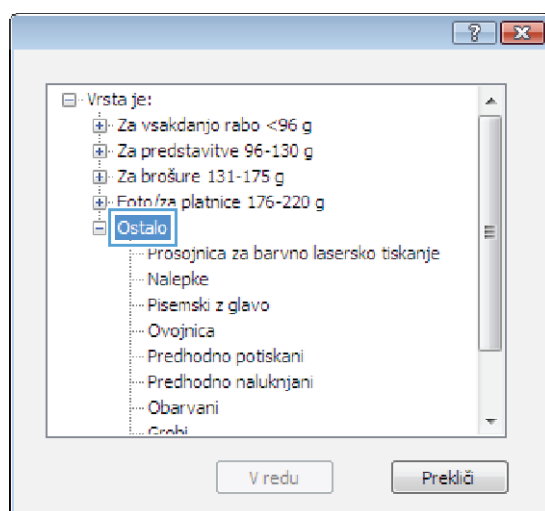 Vrsta je:
Za vsakdanjo rabo <96 g
Za predstavitve 96-130 g
Za brošure 131-175 g
Foto/za platnice 176-220 g
Ostalo
Prosojnica za barvno lasersko tiskanje
Nalepke
Pisemski z glavo
Ovojnica
Predhodno potiskani
Predhodno naluknjani
Obarvani
Grobi
V redu
Prekliči